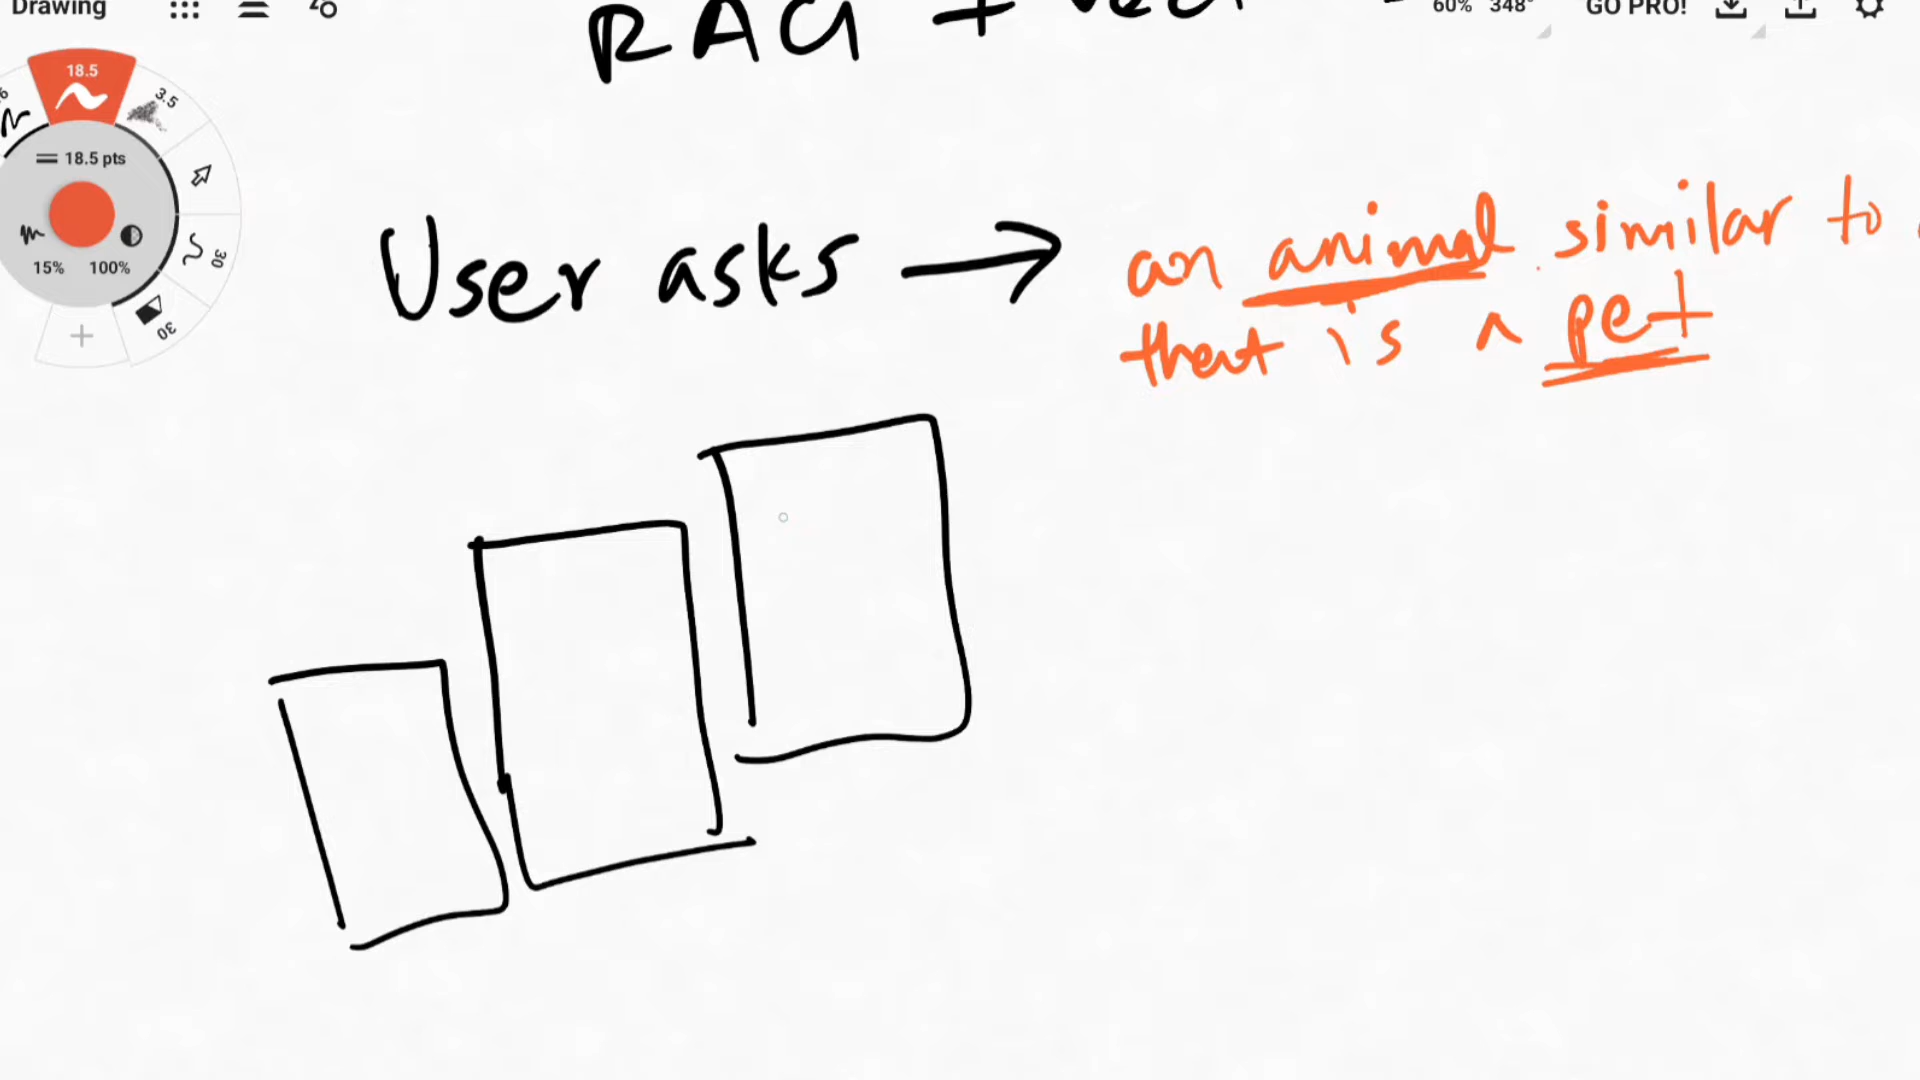 Drawing
60% 348°
GO PRO!
RAG +
18.5
3.5
18.5 pts
15% 100%
30
30
User asks → an animal similar to
that is a pet